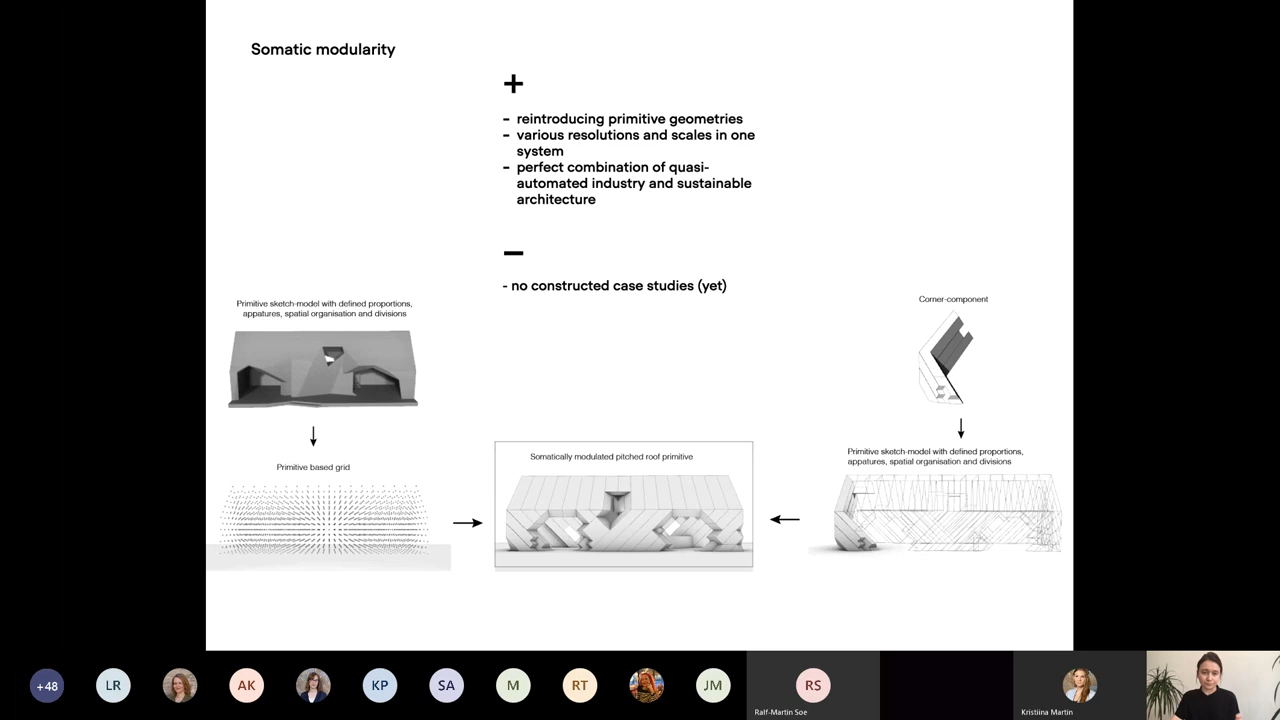 Somatic modularity
+
- reintroducing primitive geometries
- various resolutions and scales in one
system
- perfect combination of quasi-
automated industry and sustainable
architecture
–
- no constructed case studies (yet)
Primitive sketch-model with defined proportions,
appatures, spatial organisation and divisions
Primitive based grid
Somatically modulated pitched roof primitive
Corner-component
Primitive sketch-model with defined proportions,
appatures, spatial organisation and divisions
+48
LR
AK
KP
SA
M
RT
JM
RS
Ralf-Martin Soe
Kristiina Martin